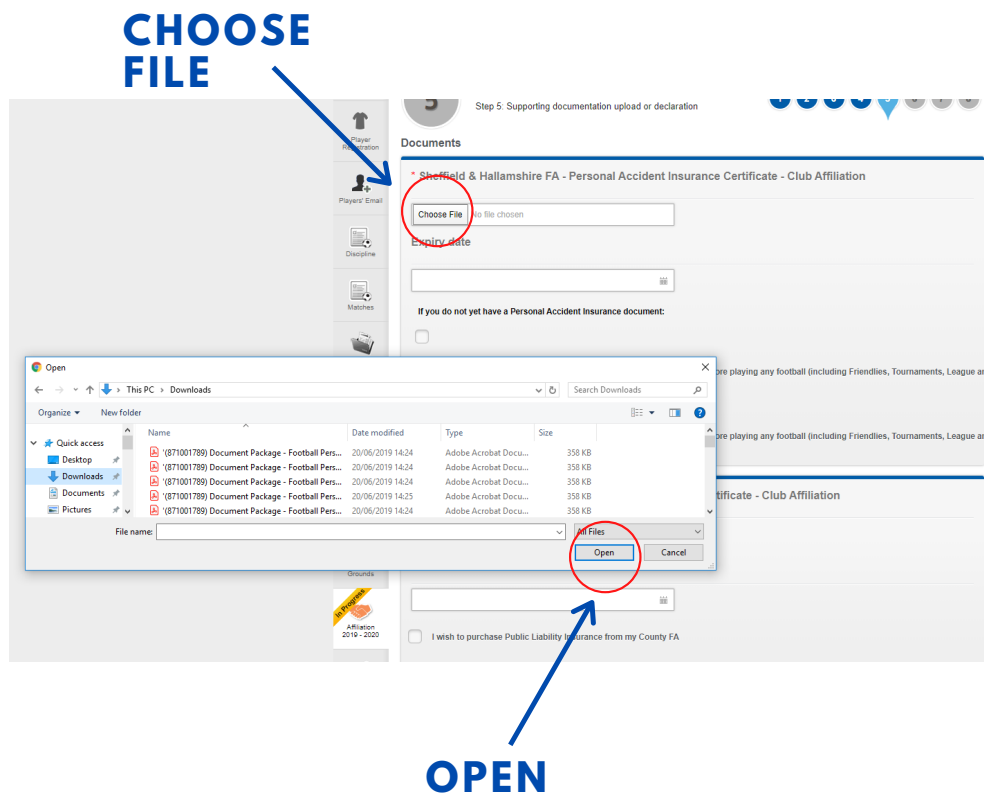 CHOOSE
FILE
5
Step 5: Supporting documentation upload or declaration
1 2 3 4 5 6 7 8
Player
Registration
Documents
* Sheffield & Hallamshire FA - Personal Accident Insurance Certificate - Club Affiliation
Players' Email
Choose File No file chosen
Expiry date
Discipline
Matches
If you do not yet have a Personal Accident Insurance document:
Open
ore playing any football (including Friendlies, Tournaments, League a
This PC > Downloads
Search Downloads
Organize New folder
Name Date modified Type Size
Quick access
Desktop
Downloads
Documents
Pictures
'(871001789) Document Package - Football Pers... 20/06/2019 14:24 Adobe Acrobat Docu... 358 KB
'(871001789) Document Package - Football Pers... 20/06/2019 14:24 Adobe Acrobat Docu... 358 KB
'(871001789) Document Package - Football Pers... 20/06/2019 14:24 Adobe Acrobat Docu... 358 KB
'(871001789) Document Package - Football Pers... 20/06/2019 14:25 Adobe Acrobat Docu... 358 KB
'(871001789) Document Package - Football Pers... 20/06/2019 14:24 Adobe Acrobat Docu... 358 KB
ore playing any football (including Friendlies, Tournaments, League a
tificate - Club Affiliation
File name: All Files
Open Cancel
Grounds
In Progress
Affiliation
2019 - 2020
I wish to purchase Public Liability Insurance from my County FA
OPEN